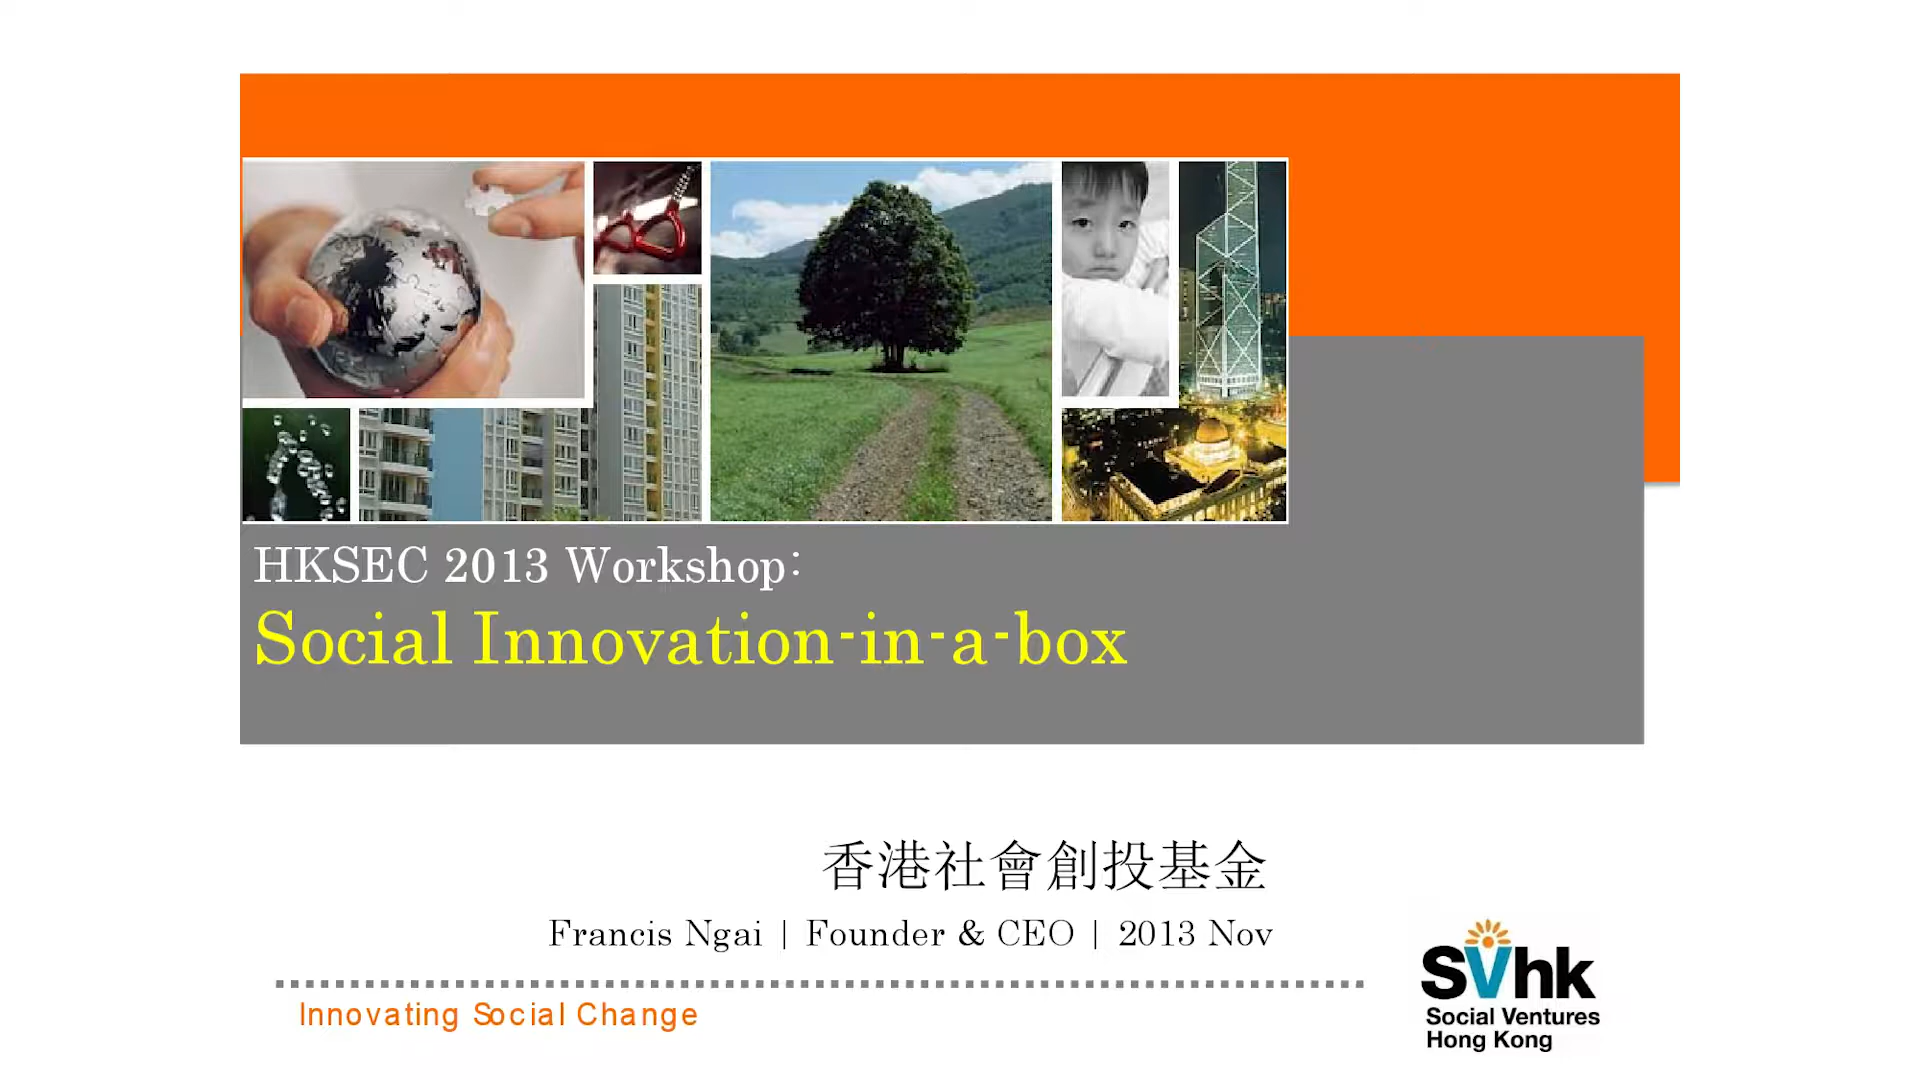 HKSEC 2013 Workshop:
Social Innovation-in-a-box
香港社會創投基金
Francis Ngai | Founder & CEO | 2013 Nov
Innovating Social Change
SVhk
Social Ventures
Hong Kong